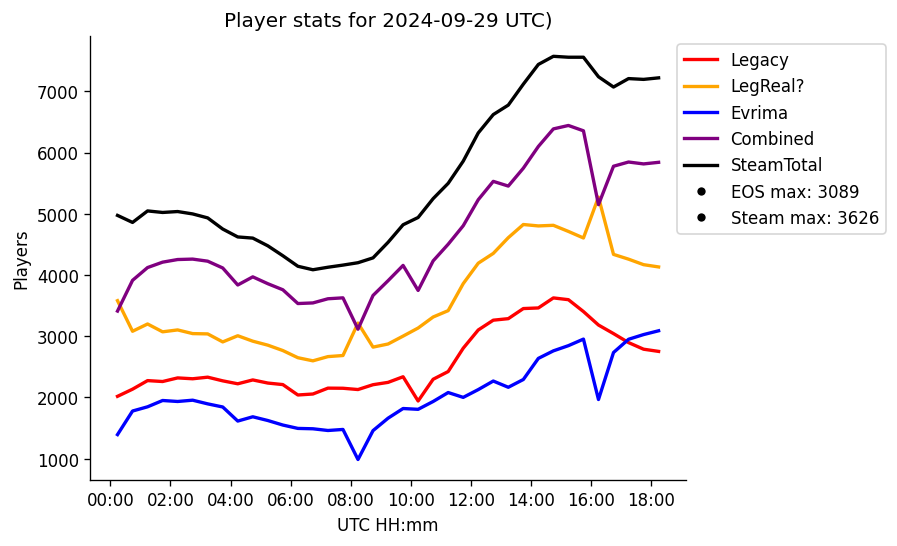 Player stats for 2024-09-29 UTC)
Legacy
LegReal?
Evrima
Combined
SteamTotal
EOS max: 3089
Steam max: 3626
Players
7000
6000
5000
4000
3000
2000
1000
00:00 02:00 04:00 06:00 08:00 10:00 12:00 14:00 16:00 18:00
UTC HH:mm